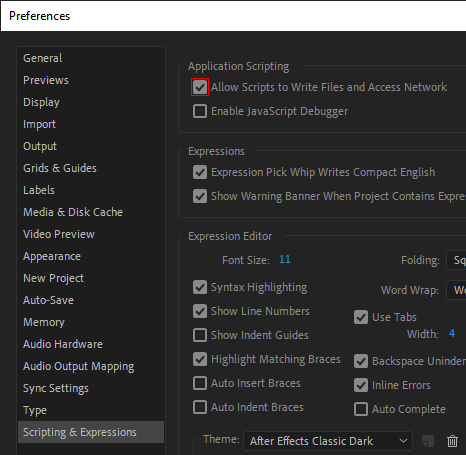 Preferences
General
Previews
Display
Import
Output
Grids & Guides
Labels
Media & Disk Cache
Video Preview
Appearance
New Project
Auto-Save
Memory
Audio Hardware
Audio Output Mapping
Sync Settings
Type
Scripting & Expressions
Application Scripting
Allow Scripts to Write Files and Access Network
Enable JavaScript Debugger
Expressions
Expression Pick Whip Writes Compact English
Show Warning Banner When Project Contains Expre
Expression Editor
Font Size: 11 Folding: Sq
Syntax Highlighting Word Wrap: Wo
Show Line Numbers Use Tabs
Show Indent Guides Width: 4
Highlight Matching Braces Backspace Uninden
Auto Insert Braces Inline Errors
Auto Indent Braces Auto Complete
Theme: After Effects Classic Dark